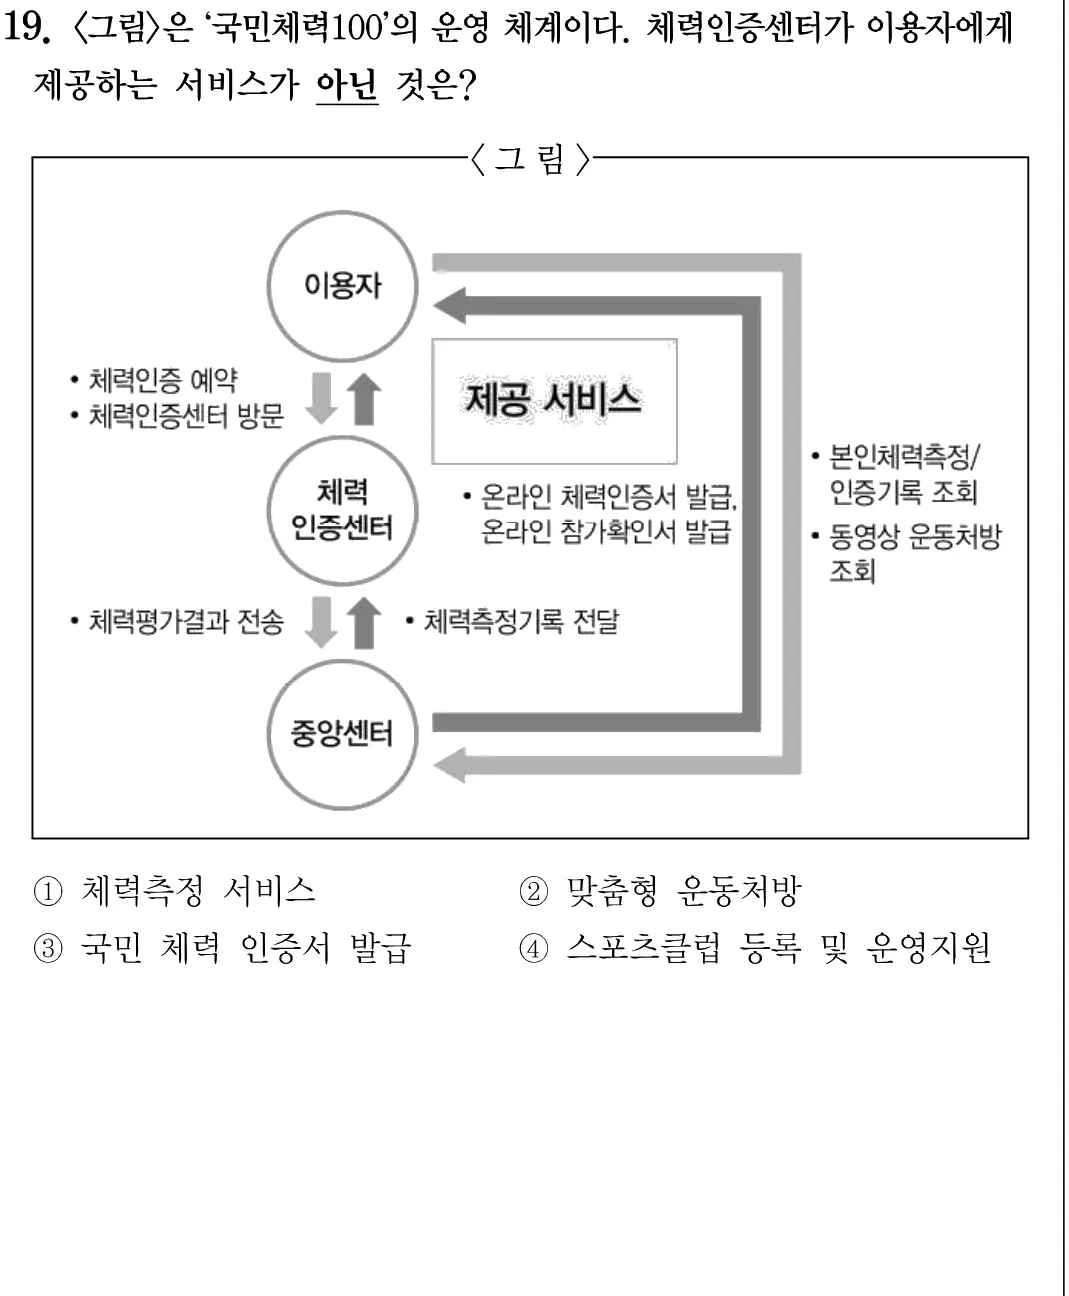 19. 〈그림〉은 ‘국민체력100’의 운영 체계이다. 체력인증센터가 이용자에게
제공하는 서비스가 아닌 것은?
〈 그 림 〉
이용자
• 체력인증 예약
• 체력인증센터 방문
제공 서비스
체력
인증센터
• 온라인 체력인증서 발급,
온라인 참가확인서 발급
• 본인체력측정/
인증기록 조회
• 동영상 운동처방
조회
• 체력평가결과 전송
• 체력측정기록 전달
중앙센터
① 체력측정 서비스
② 맞춤형 운동처방
③ 국민 체력 인증서 발급
④ 스포츠클럽 등록 및 운영지원